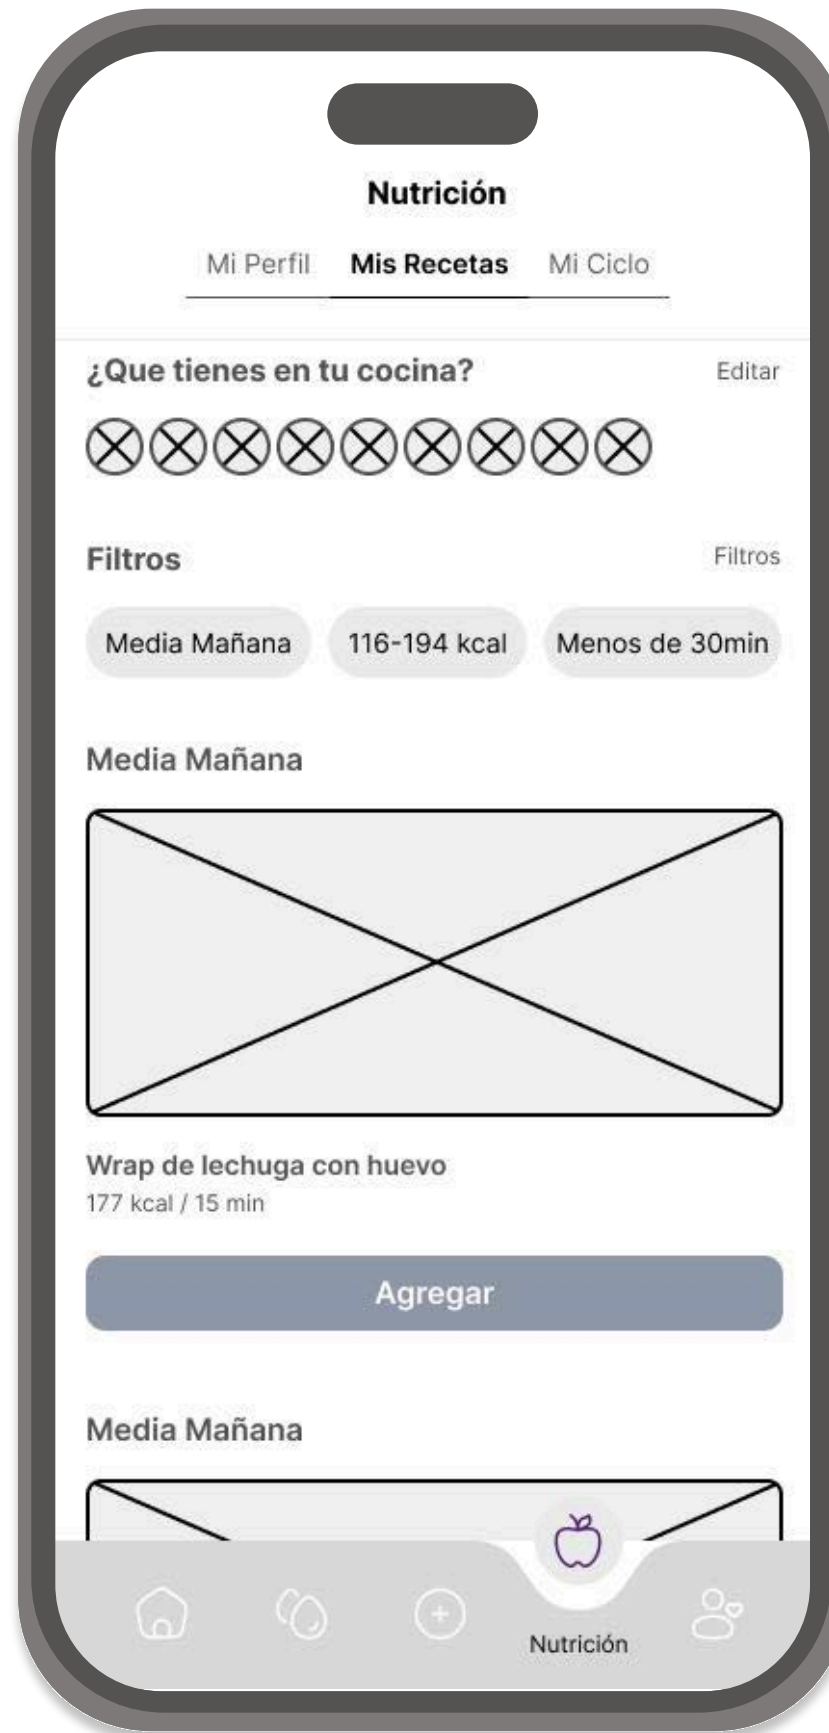 Nutrición
Mi Perfil Mis Recetas Mi Ciclo
¿Que tienes en tu cocina? Editar
Filtros Filtros
Media Mañana 116-194 kcal Menos de 30min
Media Mañana
Wrap de lechuga con huevo
177 kcal / 15 min
Agregar
Media Mañana
Nutrición